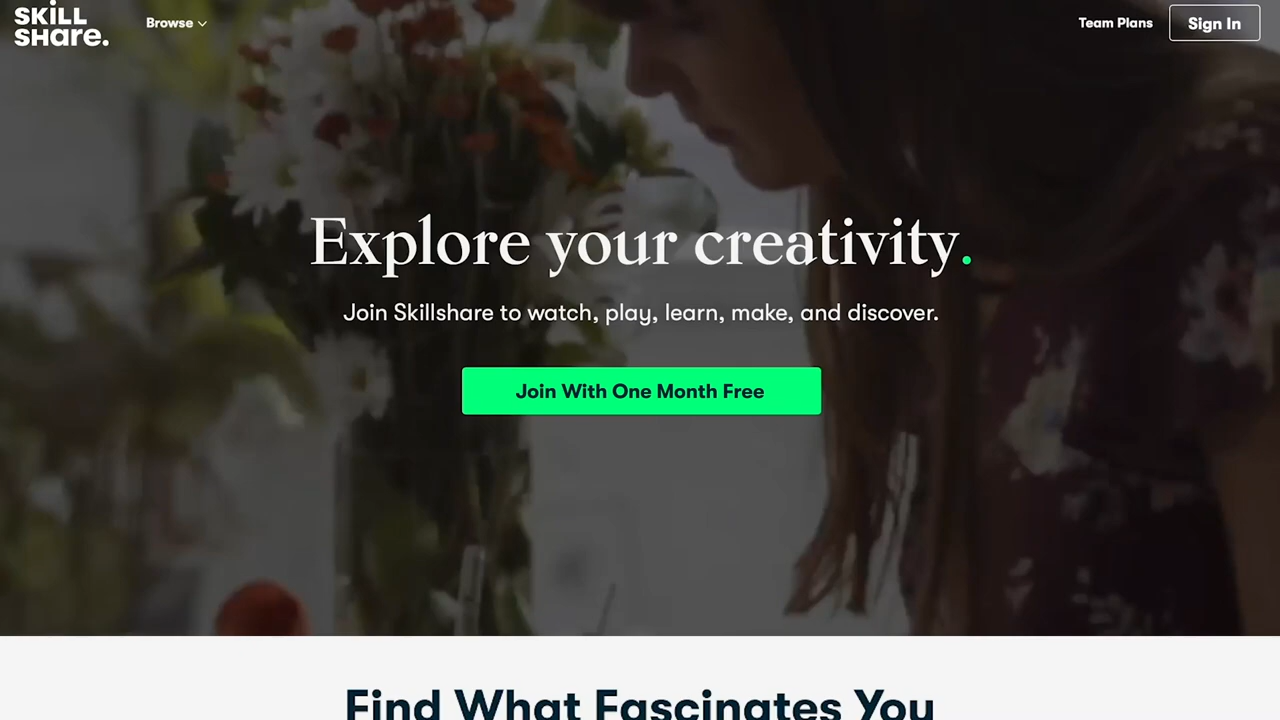 SKILL
SHare.
Browse
Team Plans
Sign In
Explore your creativity.
Join Skillshare to watch, play, learn, make, and discover.
Join With One Month Free
Find What Fascinates You